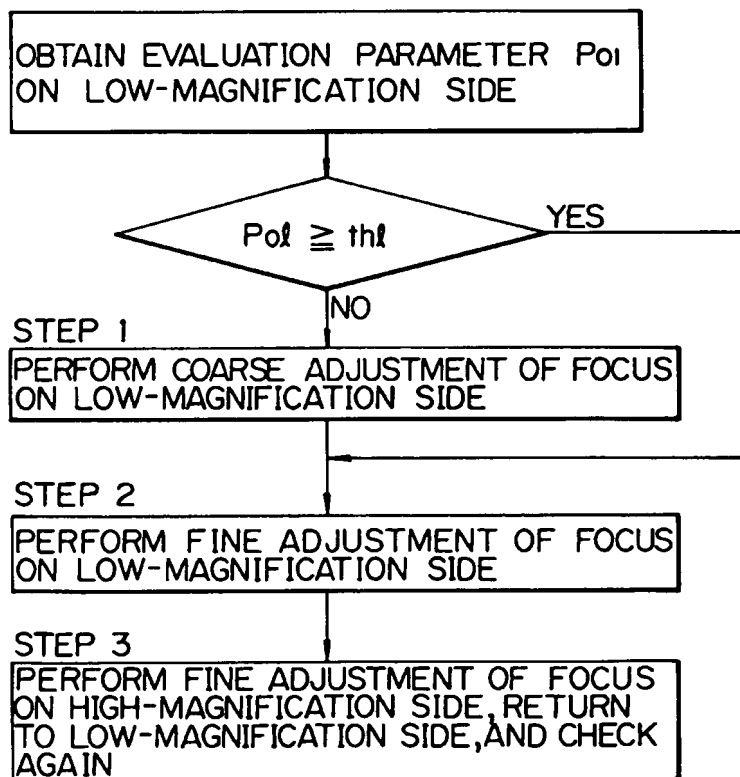 OBTAIN EVALUATION PARAMETER Pol
ON LOW-MAGNIFICATION SIDE
Pol ≧ thl
YES
NO
STEP 1
PERFORM COARSE ADJUSTMENT OF FOCUS
ON LOW-MAGNIFICATION SIDE
STEP 2
PERFORM FINE ADJUSTMENT OF FOCUS
ON LOW-MAGNIFICATION SIDE
STEP 3
PERFORM FINE ADJUSTMENT OF FOCUS
ON HIGH-MAGNIFICATION SIDE, RETURN
TO LOW-MAGNIFICATION SIDE, AND CHECK
AGAIN